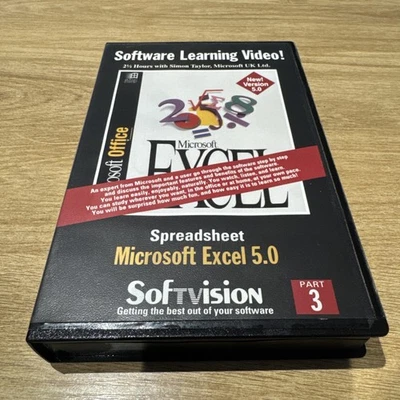 Software Learning Video!
2½ Hours with Simon Taylor, Microsoft UK Ltd.
New!
Version
5.0
Microsoft Office
Microsoft
EXCEL
An expert from Microsoft and a user go through the software step by step
and discuss the important features and benefits of the software.
You learn easily, enjoyably, naturally. You watch, listen, and learn.
You can study wherever you want, in the office or at home, at your own pace.
You will be surprised how much fun, and how easy it is to learn so much!
Spreadsheet
Microsoft Excel 5.0
SofTVision
Getting the best out of your software
PART
3